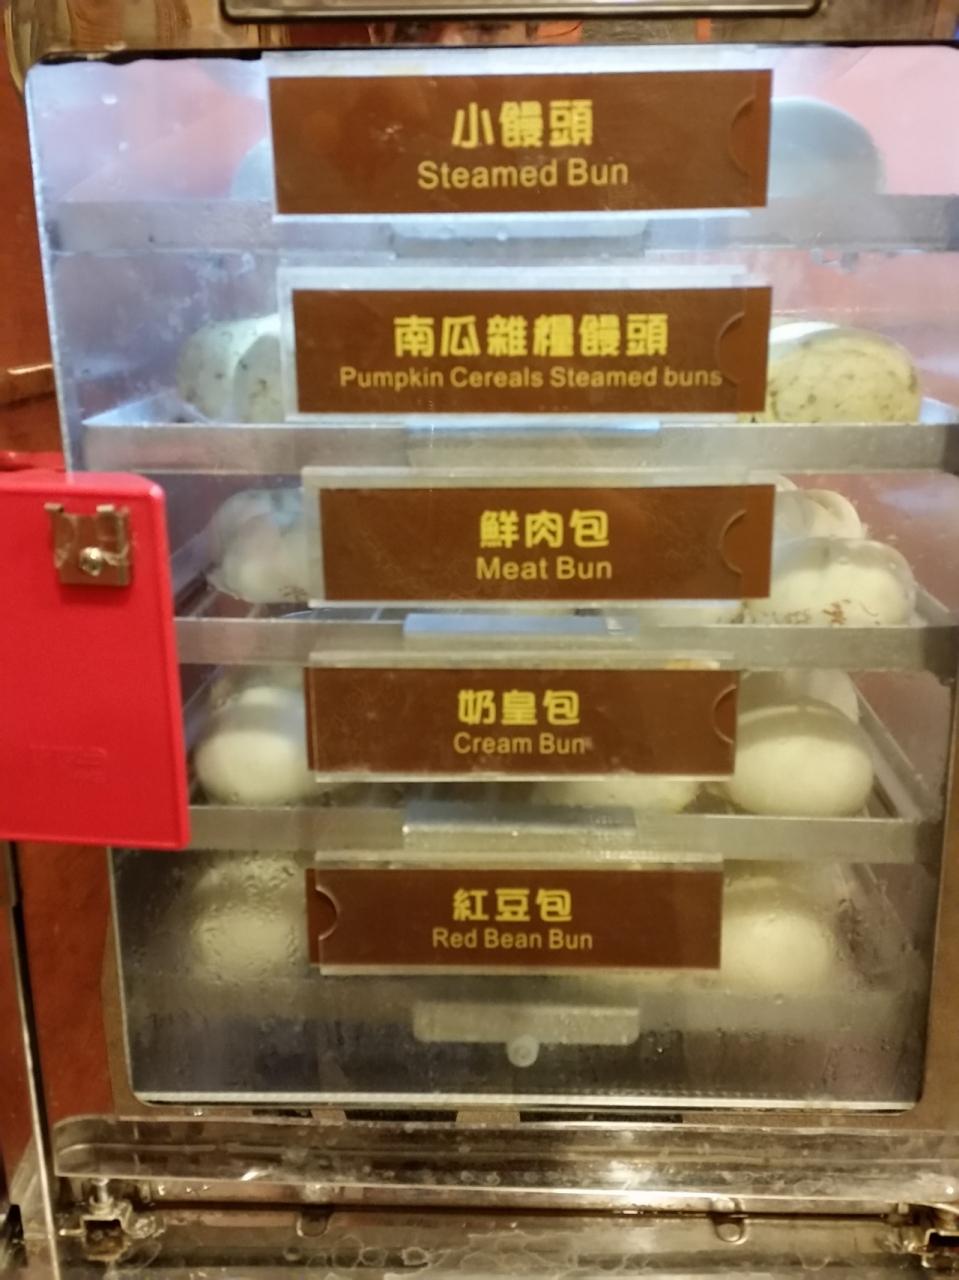 小饅頭
Steamed Bun
南瓜雜糧饅頭
Pumpkin Cereals Steamed buns
鮮肉包
Meat Bun
奶皇包
Cream Bun
紅豆包
Red Bean Bun